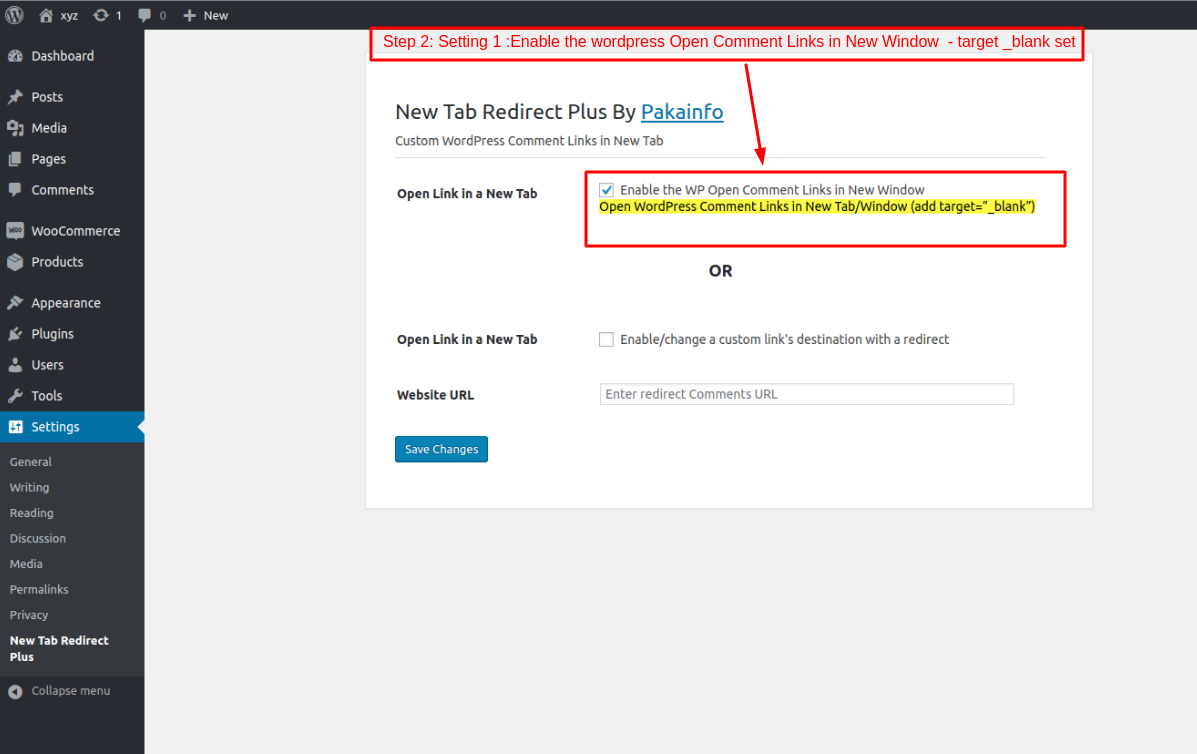 xyz 1 0 New
Step 2: Setting 1 :Enable the wordpress Open Comment Links in New Window - target _blank set
Dashboard
Posts
Media
Pages
Comments
WOO WooCommerce
Products
Appearance
Plugins
Users
Tools
Settings
General
Writing
Reading
Discussion
Media
Permalinks
Privacy
New Tab Redirect
Plus
Collapse menu
New Tab Redirect Plus By Pakainfo
Custom WordPress Comment Links in New Tab
Open Link in a New Tab
Enable the WP Open Comment Links in New Window
Open WordPress Comment Links in New Tab/Window (add target=”_blank”)
OR
Open Link in a New Tab
Enable/change a custom link's destination with a redirect
Website URL
Enter redirect Comments URL
Save Changes